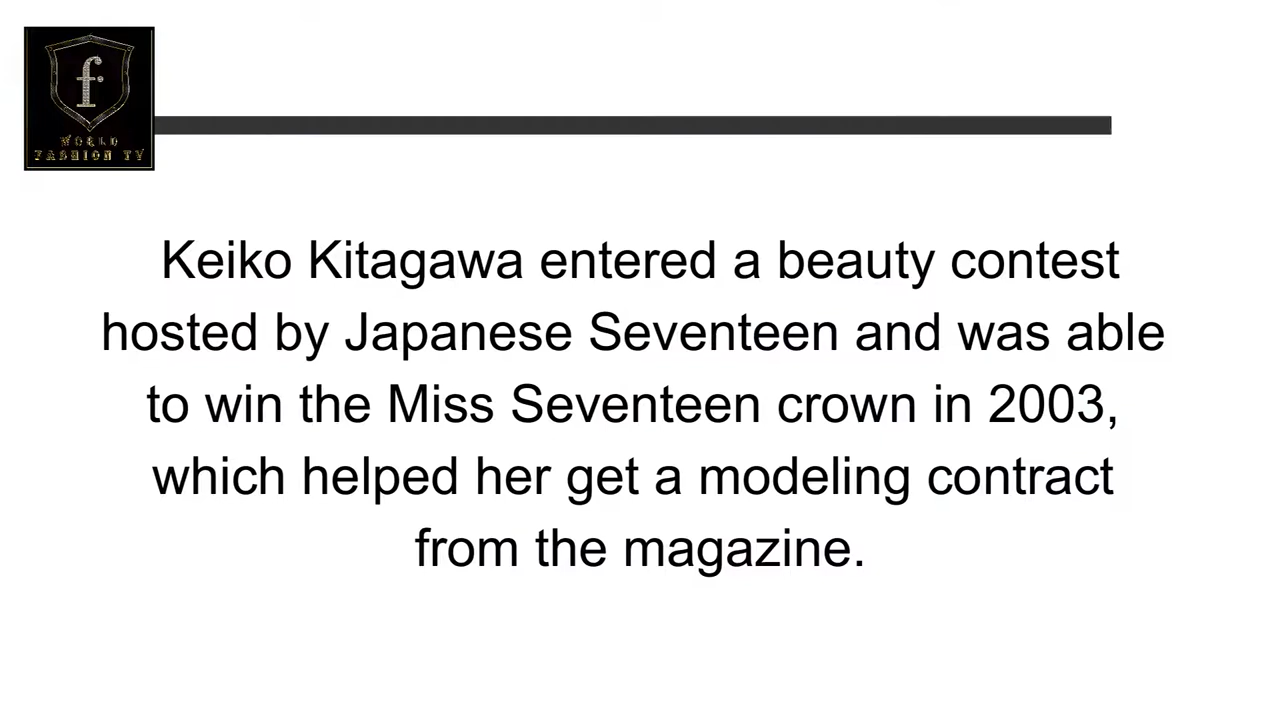 f
WORLD
FASHION TV
Keiko Kitagawa entered a beauty contest
hosted by Japanese Seventeen and was able
to win the Miss Seventeen crown in 2003,
which helped her get a modeling contract
from the magazine.